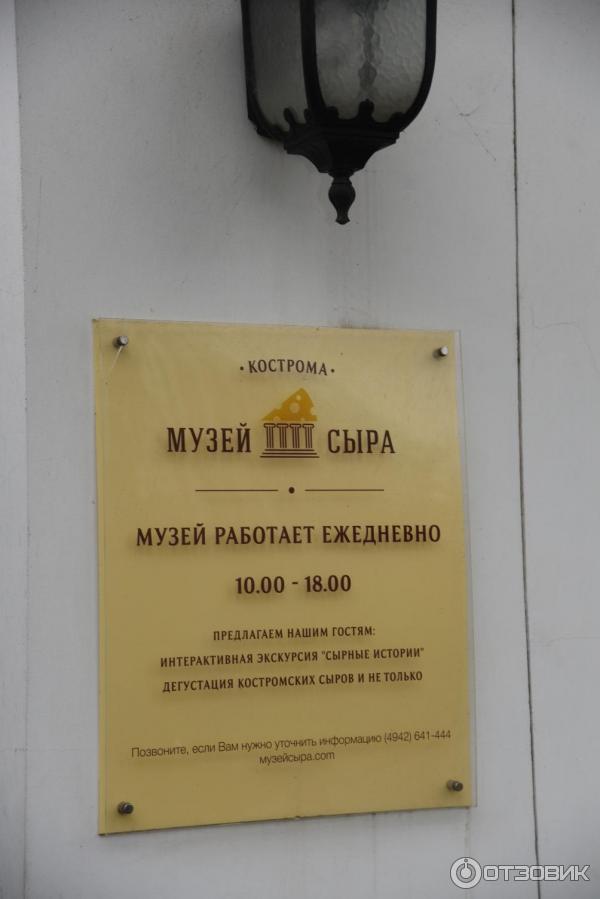 • КОСТРОМА •
МУЗЕЙ СЫРА
МУЗЕЙ РАБОТАЕТ ЕЖЕДНЕВНО
10.00 - 18.00
ПРЕДЛАГАЕМ НАШИМ ГОСТЯМ:
ИНТЕРАКТИВНАЯ ЭКСКУРСИЯ "СЫРНЫЕ ИСТОРИИ"
ДЕГУСТАЦИЯ КОСТРОМСКИХ СЫРОВ И НЕ ТОЛЬКО
Позвоните, если Вам нужно уточнить информацию (4942) 641-444
музейсыра.com
ОТЗОВИК